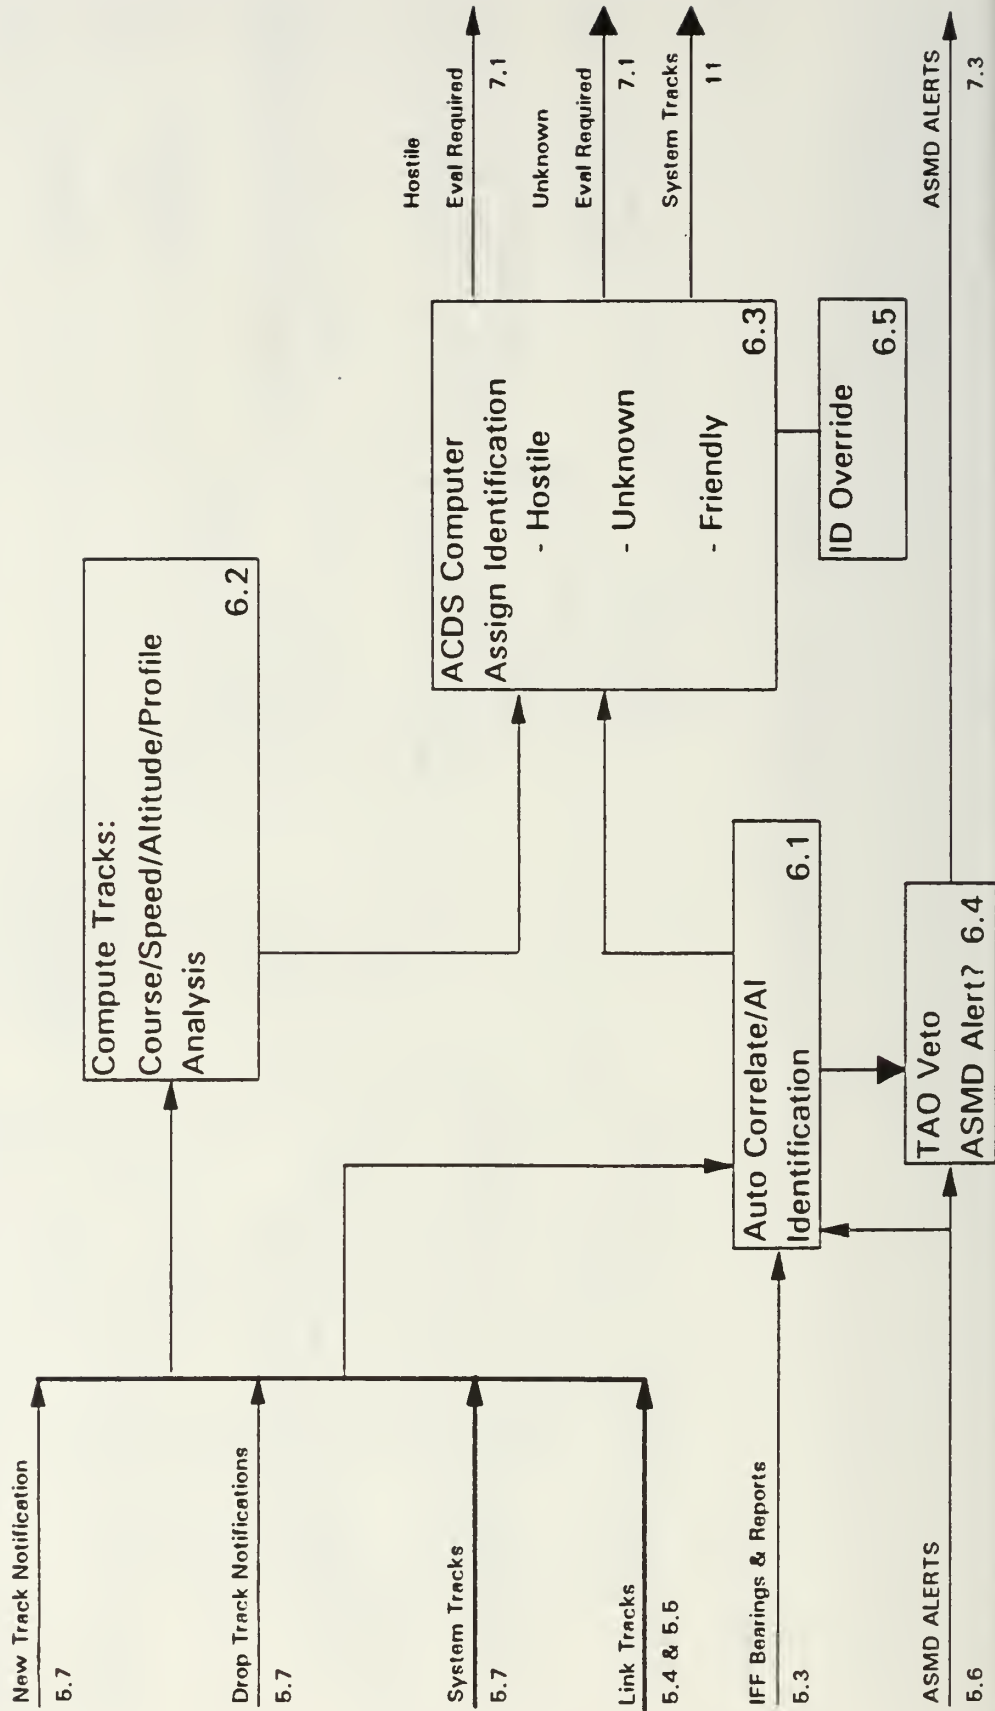 New Track Notification
5.7
Drop Track Notifications
5.7
System Tracks
5.7
Link Tracks
5.4 & 5.5
IFF Bearings & Reports
5.3
ASMD ALERTS
5.6
Compute Tracks:
Course/Speed/Altitude/Profile
Analysis
6.2
Auto Correlate/AI
Identification
6.1
TAO Veto
ASMD Alert? 6.4
ACDS Computer
Assign Identification
- Hostile
- Unknown
- Friendly
6.3
ID Override
6.5
Hostile
Eval Required
7.1
Unknown
Eval Required
7.1
System Tracks
11
ASMD ALERTS
7.3